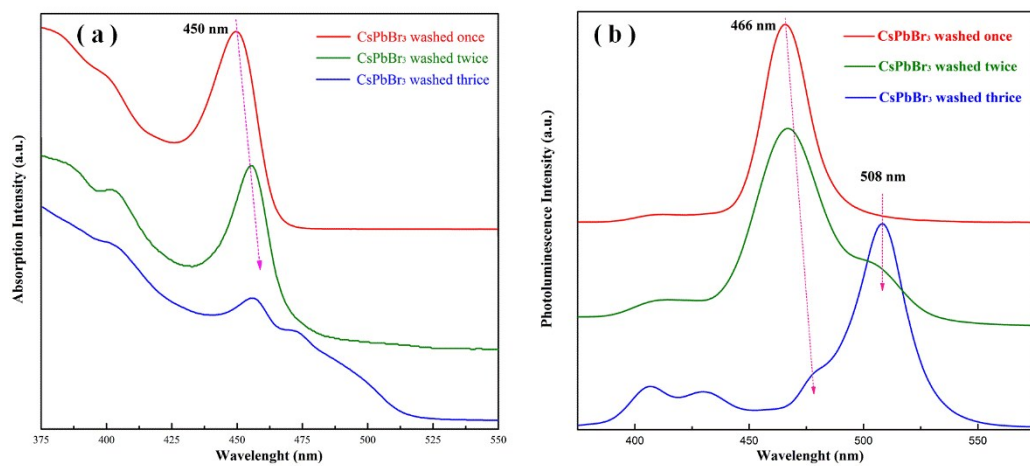 ( a )
450 nm
CsPbBr₃ washed once
CsPbBr₃ washed twice
CsPbBr₃ washed thrice
Absorption Intensity (a.u.)
375 400 425 450 475 500 525 550
Wavelenght (nm)
( b )
466 nm
CsPbBr₃ washed once
CsPbBr₃ washed twice
CsPbBr₃ washed thrice
508 nm
Photoluminescence Intensity (a.u.)
400 450 500 550
Wavelenght (nm)